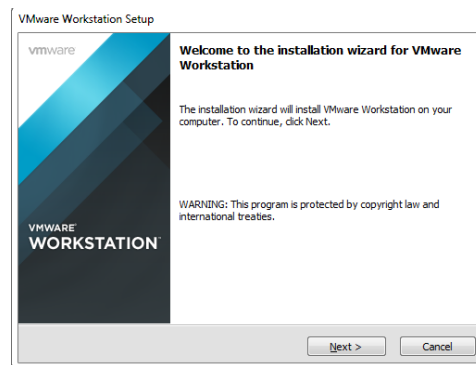 VMware Workstation Setup
vmware
Welcome to the installation wizard for VMware
Workstation
The installation wizard will install VMware Workstation on your
computer. To continue, click Next.
WARNING: This program is protected by copyright law and
international treaties.
VMWARE®
WORKSTATION™
Next >
Cancel